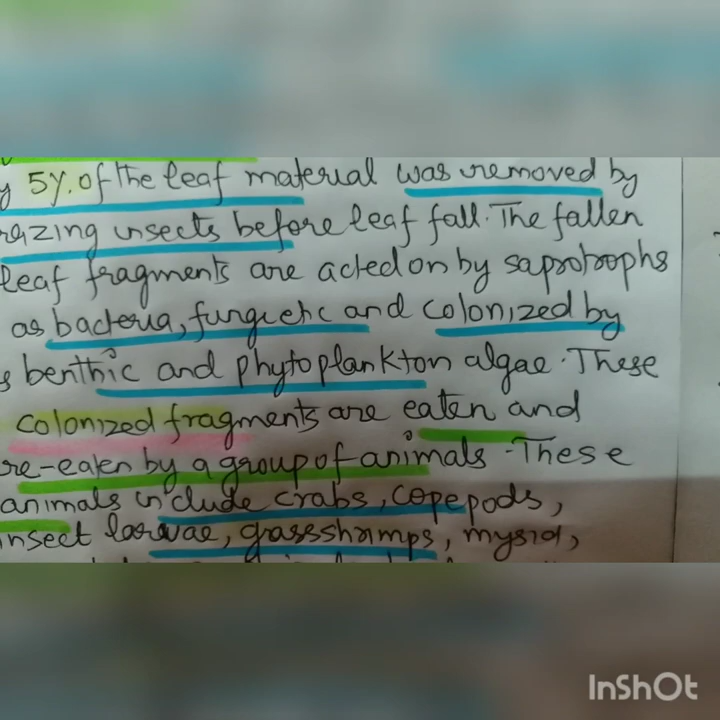 5%. of the leaf material was removed by
insects before leaf fall. The fallen
leaf fragments are acted on by saprotrophs
as bacteria, fungi etc and colonized by
benthic and phytoplankton algae. These
colonized fragments are eaten and
re-eaten by a group of animals. These
animals include crabs, copepods,
insect larvae, grassshrimps, mysid,
InShOt